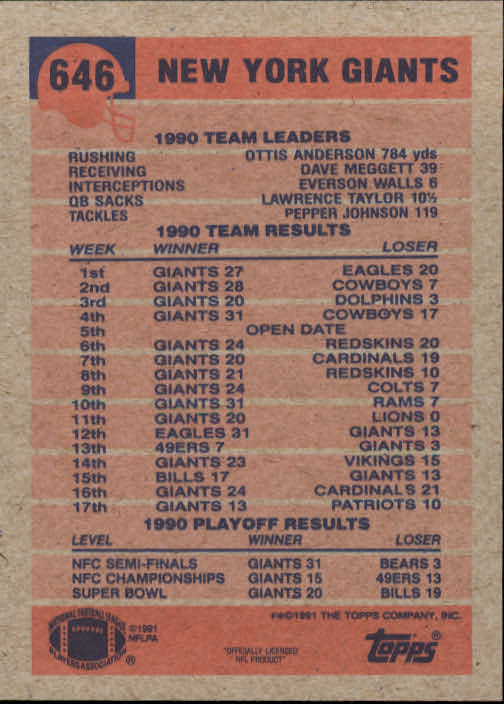 646 NEW YORK GIANTS
1990 TEAM LEADERS
RUSHING OTTIS ANDERSON 784 yds
RECEIVING DAVE MEGGETT 39
INTERCEPTIONS EVERSON WALLS 6
QB SACKS LAWRENCE TAYLOR 10½
TACKLES PEPPER JOHNSON 119
1990 TEAM RESULTS
WEEK WINNER LOSER
1st GIANTS 27 EAGLES 20
2nd GIANTS 28 COWBOYS 7
3rd GIANTS 20 DOLPHINS 3
4th GIANTS 31 COWBOYS 17
5th OPEN DATE
6th GIANTS 24 REDSKINS 20
7th GIANTS 20 CARDINALS 19
8th GIANTS 21 REDSKINS 10
9th GIANTS 24 COLTS 7
10th GIANTS 31 RAMS 7
11th GIANTS 20 LIONS 0
12th EAGLES 31 GIANTS 13
13th 49ERS 7 GIANTS 3
14th GIANTS 23 VIKINGS 15
15th BILLS 17 GIANTS 13
16th GIANTS 24 CARDINALS 21
17th GIANTS 13 PATRIOTS 10
1990 PLAYOFF RESULTS
LEVEL WINNER LOSER
NFC SEMI-FINALS GIANTS 31 BEARS 3
NFC CHAMPIONSHIPS GIANTS 15 49ERS 13
SUPER BOWL GIANTS 20 BILLS 19
©1991 THE TOPPS COMPANY, INC.
NATIONAL FOOTBALL LEAGUE
PLAYERS ASSOCIATION ®
©1991
NFLPA
"OFFICIALLY LICENSED
NFL PRODUCT"
topps®